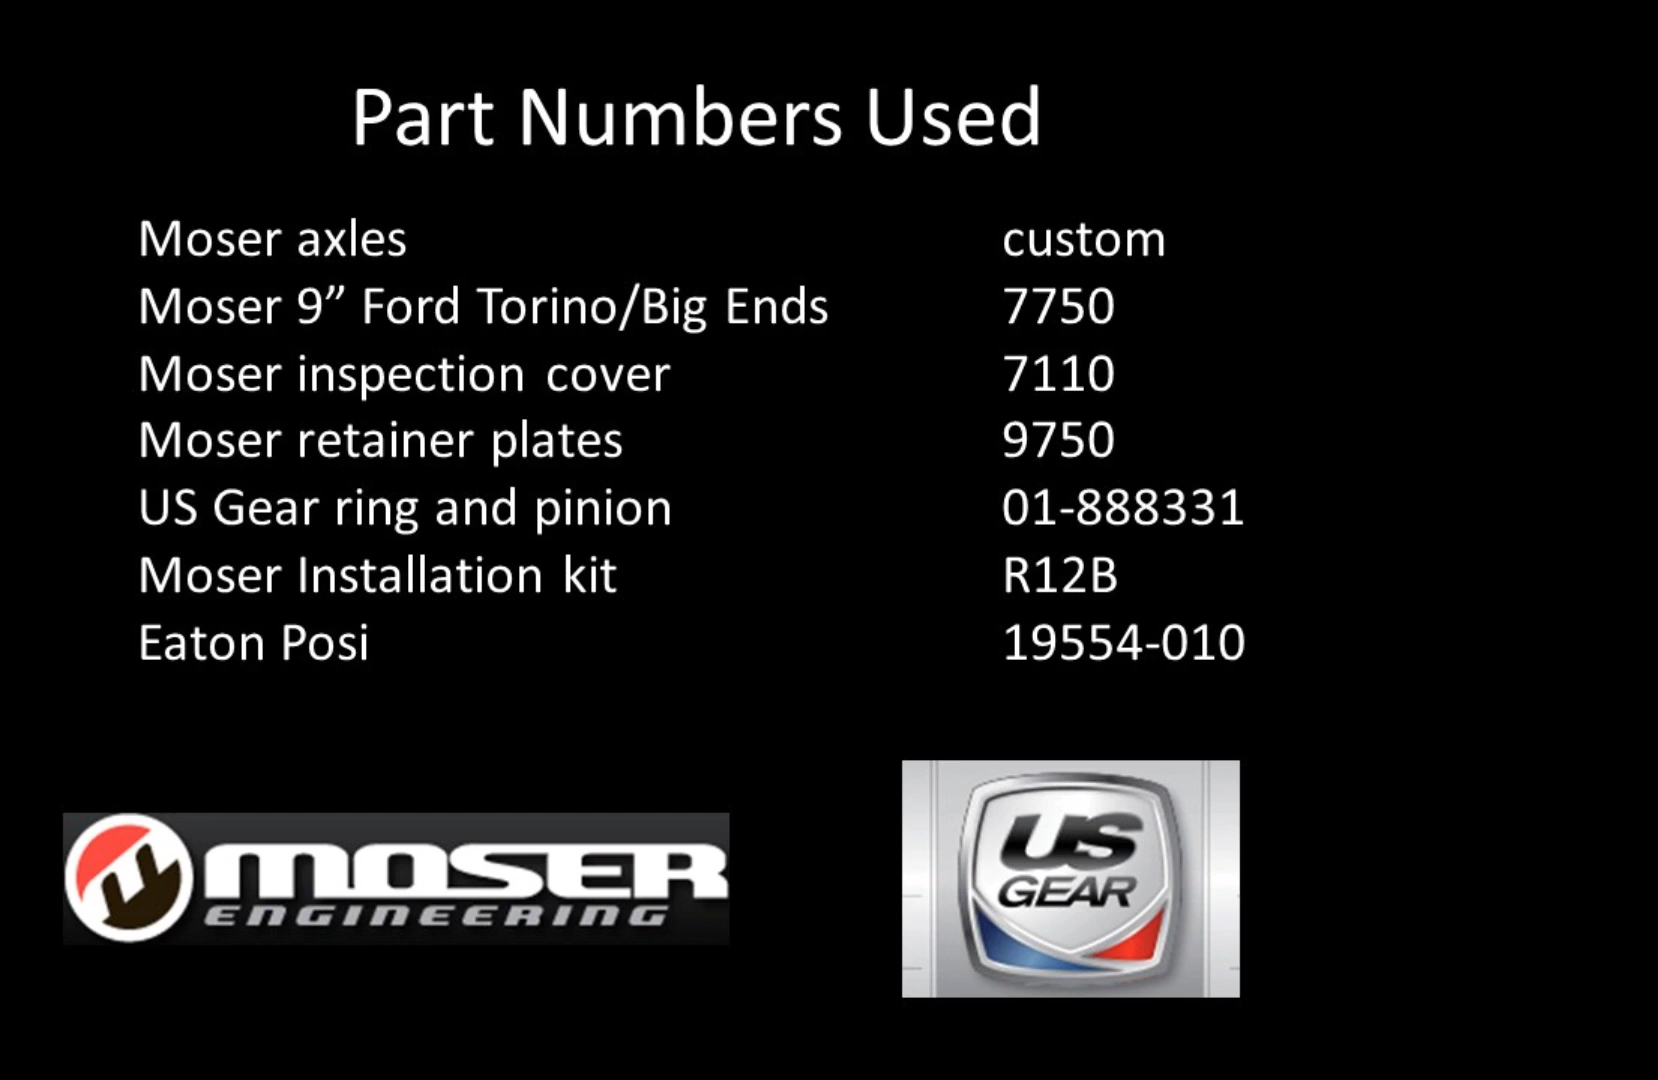 Part Numbers Used
Moser axles custom
Moser 9” Ford Torino/Big Ends 7750
Moser inspection cover 7110
Moser retainer plates 9750
US Gear ring and pinion 01-888331
Moser Installation kit R12B
Eaton Posi 19554-010
MOSER
ENGINEERING
US
GEAR